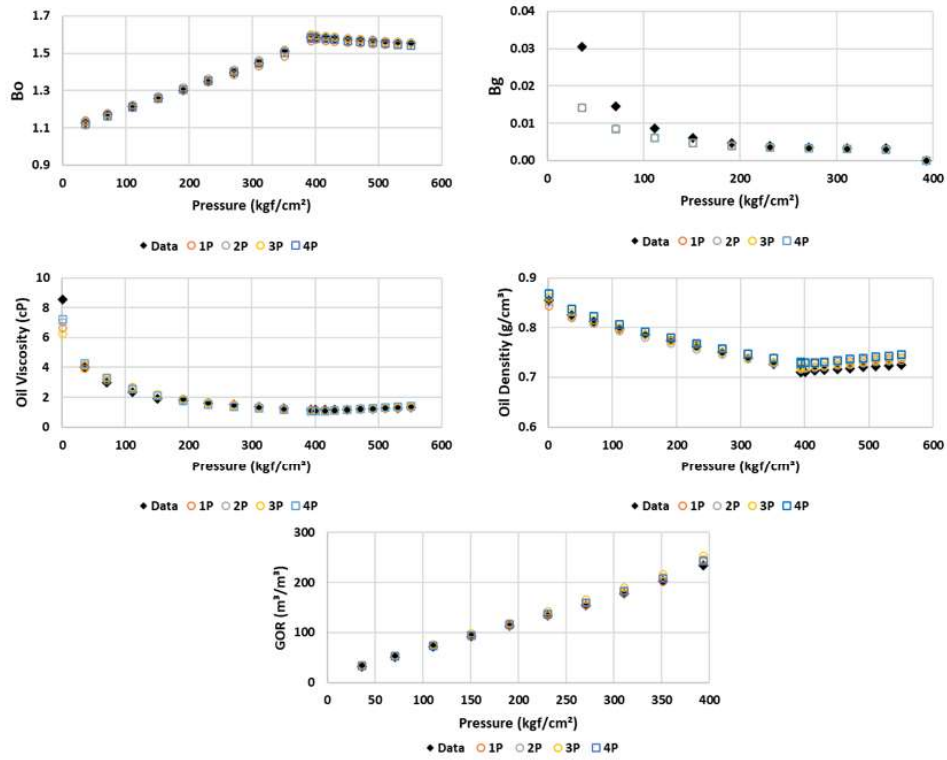 1.7
1.5
1.3
1.1
0.9
Bo
0 100 200 300 400 500 600
Pressure (kgf/cm²)
Data 1P 2P 3P 4P
0.04
0.03
0.02
0.01
0.00
Bg
0 100 200 300 400
Pressure (kgf/cm²)
Data 1P 2P 3P 4P
10
8
6
4
2
0
Oil Viscosity (cP)
0 100 200 300 400 500 600
Pressure (kgf/cm²)
Data 1P 2P 3P 4P
0.9
0.8
0.7
0.6
Oil Densitiy (g/cm³)
0 100 200 300 400 500 600
Pressure (kgf/cm²)
Data 1P 2P 3P 4P
300
200
100
0
GOR (m³/m³)
0 50 100 150 200 250 300 350 400
Pressure (kgf/cm²)
Data 1P 2P 3P 4P